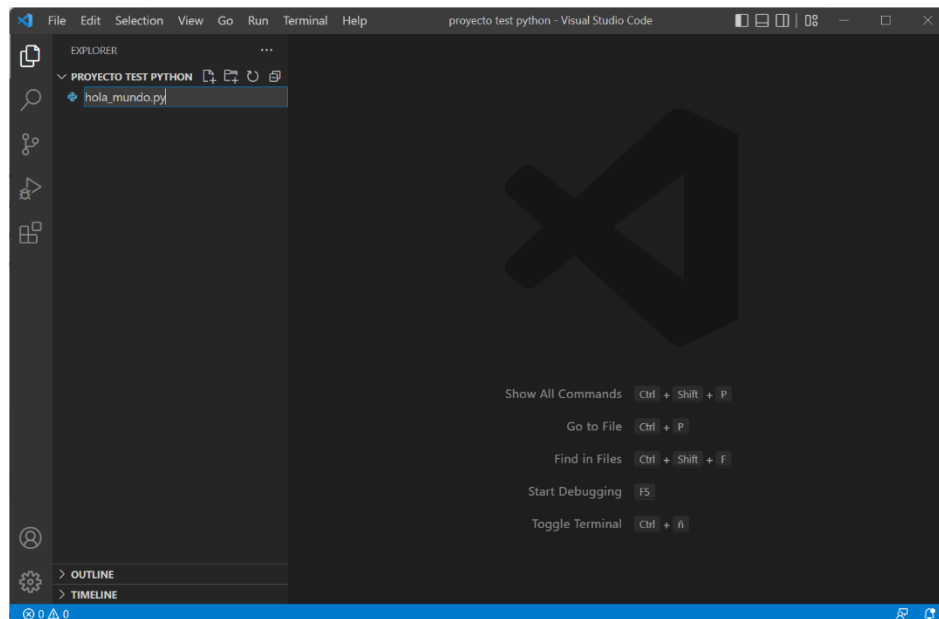 File Edit Selection View Go Run Terminal Help proyecto test python - Visual Studio Code
EXPLORER
PROYECTO TEST PYTHON
hola_mundo.py
Show All Commands Ctrl + Shift + P
Go to File Ctrl + P
Find in Files Ctrl + Shift + F
Start Debugging F5
Toggle Terminal Ctrl + ñ
OUTLINE
TIMELINE
0 0